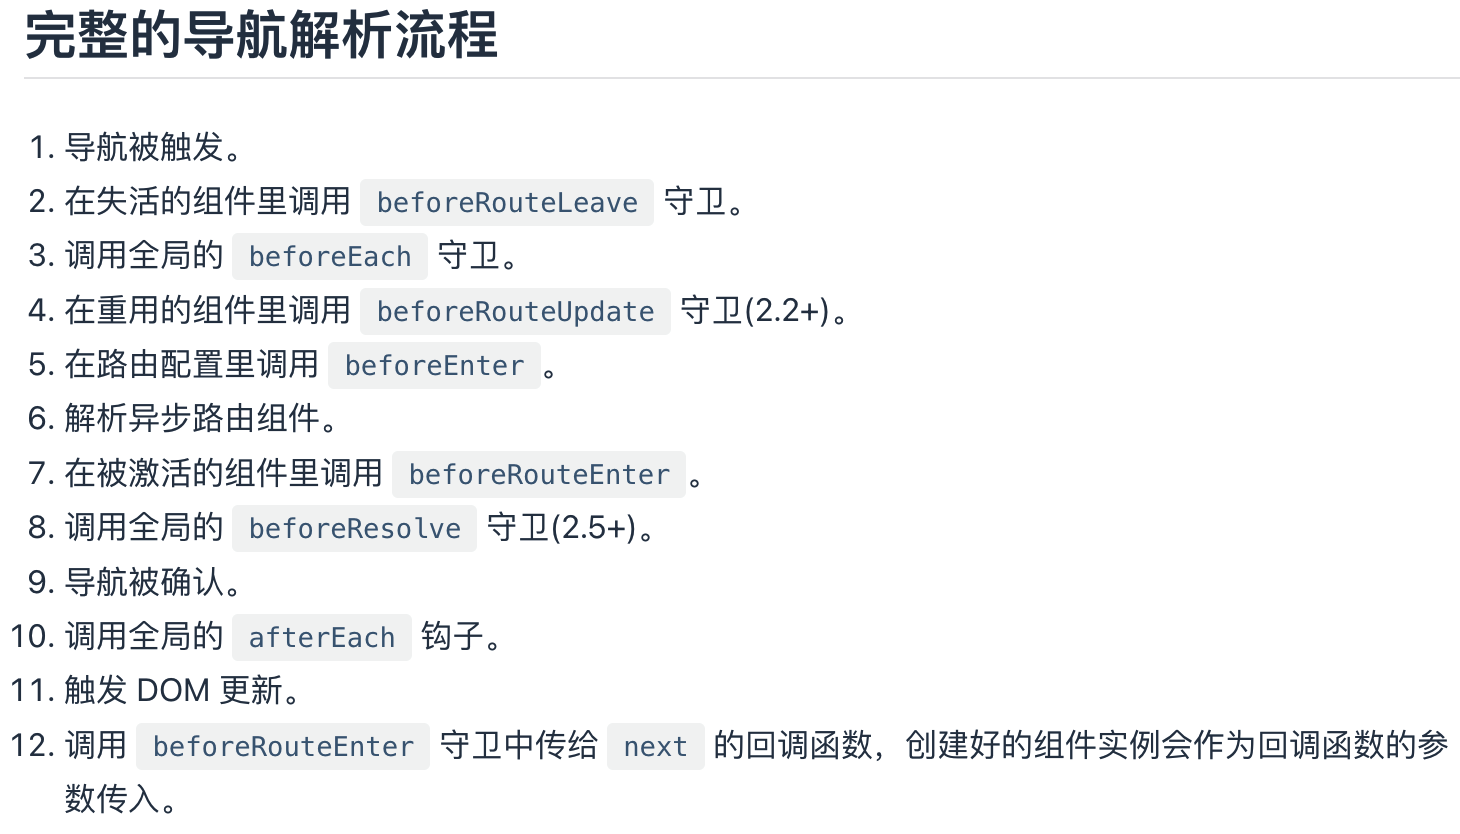 完整的导航解析流程
1. 导航被触发。
2. 在失活的组件里调用 beforeRouteLeave 守卫。
3. 调用全局的 beforeEach 守卫。
4. 在重用的组件里调用 beforeRouteUpdate 守卫(2.2+)。
5. 在路由配置里调用 beforeEnter。
6. 解析异步路由组件。
7. 在被激活的组件里调用 beforeRouteEnter。
8. 调用全局的 beforeResolve 守卫(2.5+)。
9. 导航被确认。
10. 调用全局的 afterEach 钩子。
11. 触发 DOM 更新。
12. 调用 beforeRouteEnter 守卫中传给 next 的回调函数，创建好的组件实例会作为回调函数的参
数传入。